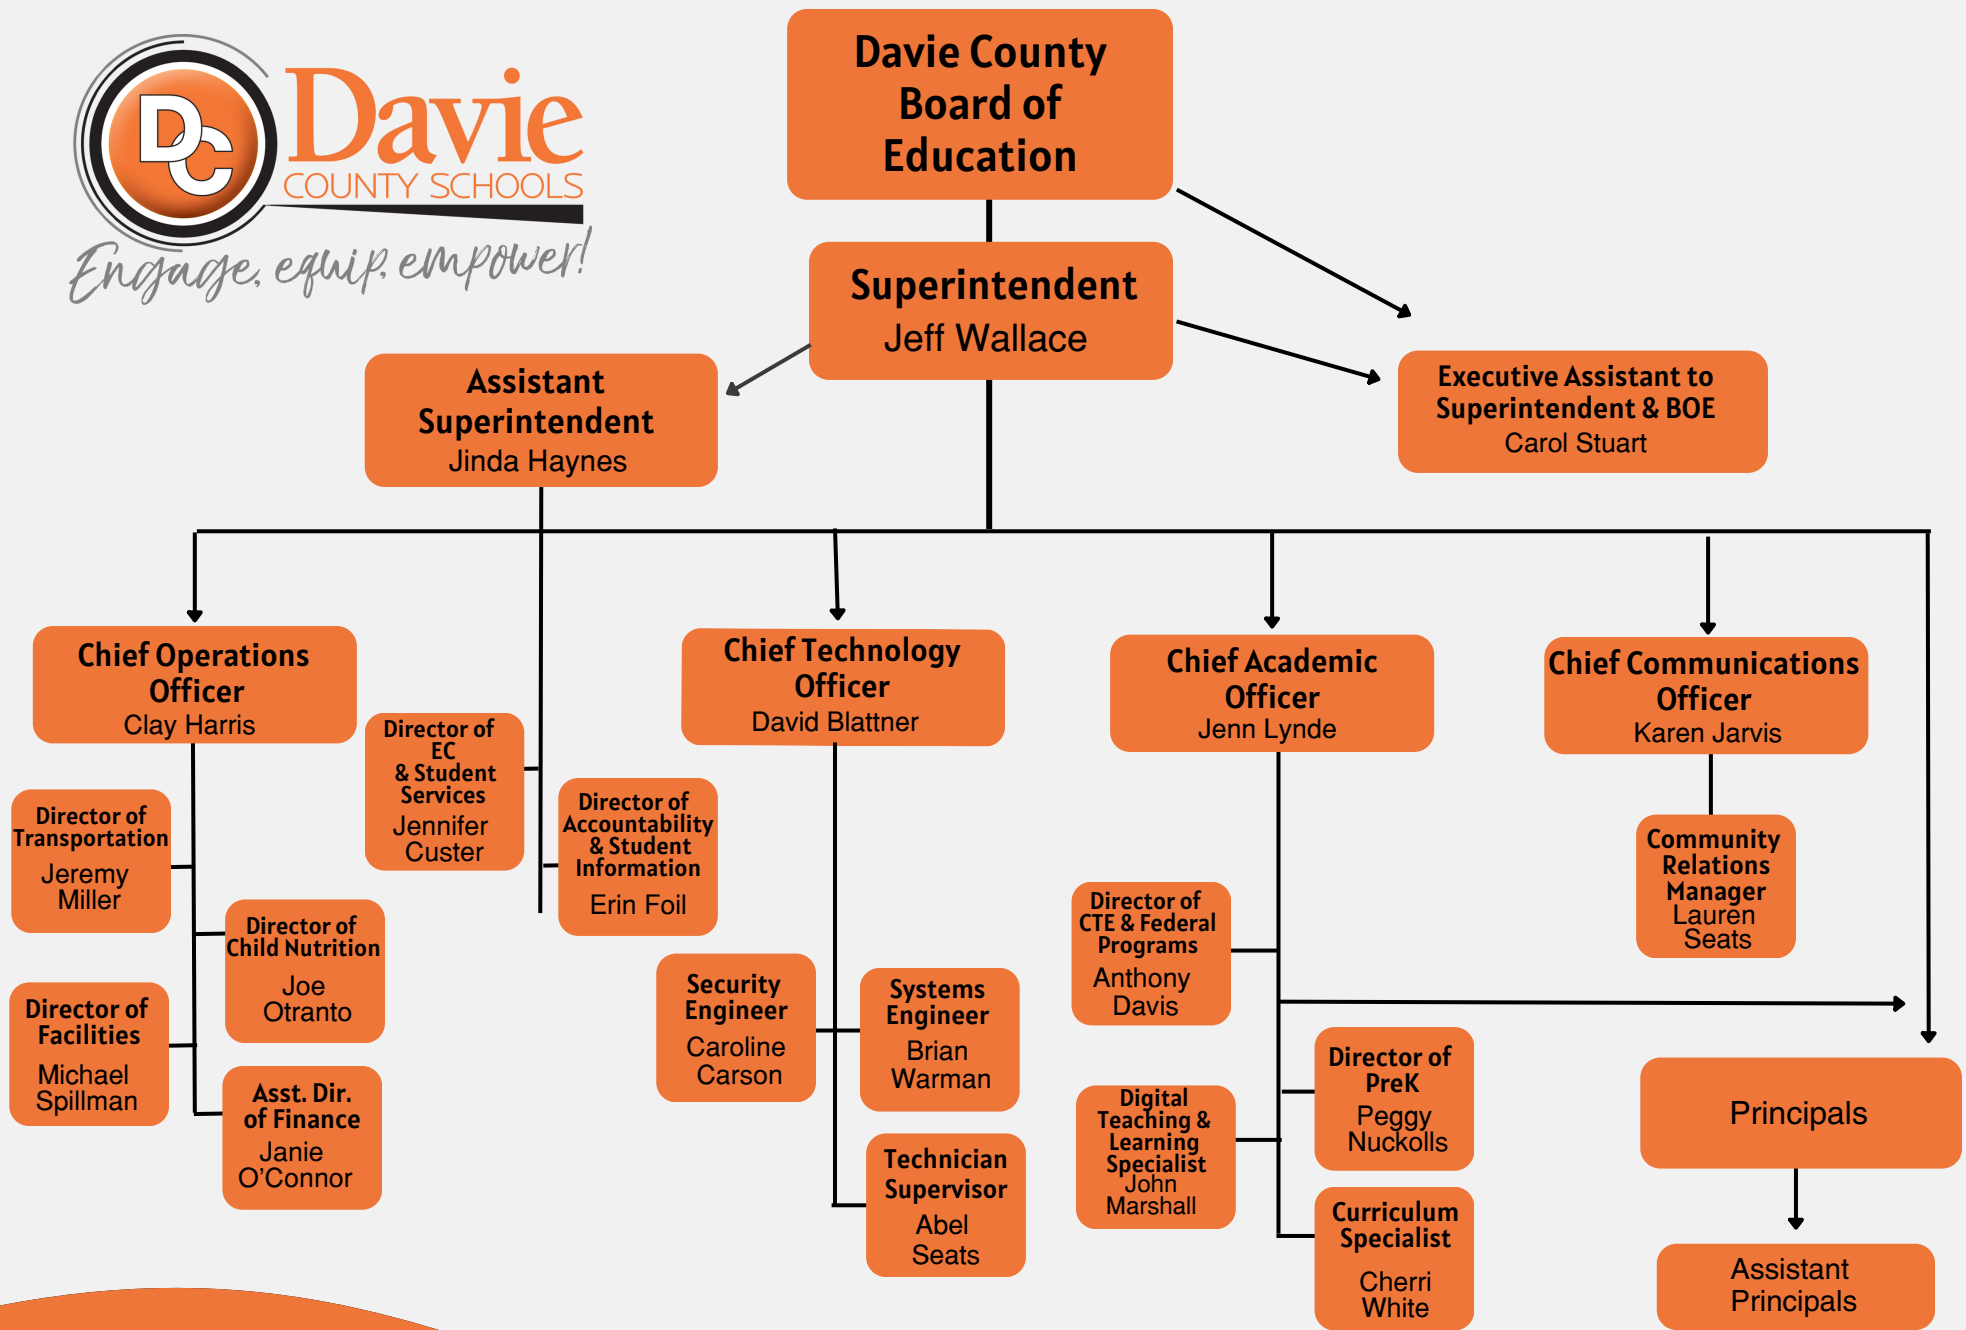 DC
Davie
COUNTY SCHOOLS
Engage, equip, empower!
Davie County
Board of
Education
Superintendent
Jeff Wallace
Assistant
Superintendent
Jinda Haynes
Executive Assistant to
Superintendent & BOE
Carol Stuart
Chief Operations
Officer
Clay Harris
Director of
Transportation
Jeremy
Miller
Director of
Child Nutrition
Joe
Otranto
Director of
Facilities
Michael
Spillman
Asst. Dir.
of Finance
Janie
O'Connor
Director of
EC
& Student
Services
Jennifer
Custer
Director of
Accountability
& Student
Information
Erin Foil
Chief Technology
Officer
David Blattner
Security
Engineer
Caroline
Carson
Systems
Engineer
Brian
Warman
Technician
Supervisor
Abel
Seats
Chief Academic
Officer
Jenn Lynde
Director of
CTE & Federal
Programs
Anthony
Davis
Director of
PreK
Peggy
Nuckolls
Digital
Teaching &
Learning
Specialist
John
Marshall
Curriculum
Specialist
Cherri
White
Chief Communications
Officer
Karen Jarvis
Community
Relations
Manager
Lauren
Seats
Principals
Assistant
Principals